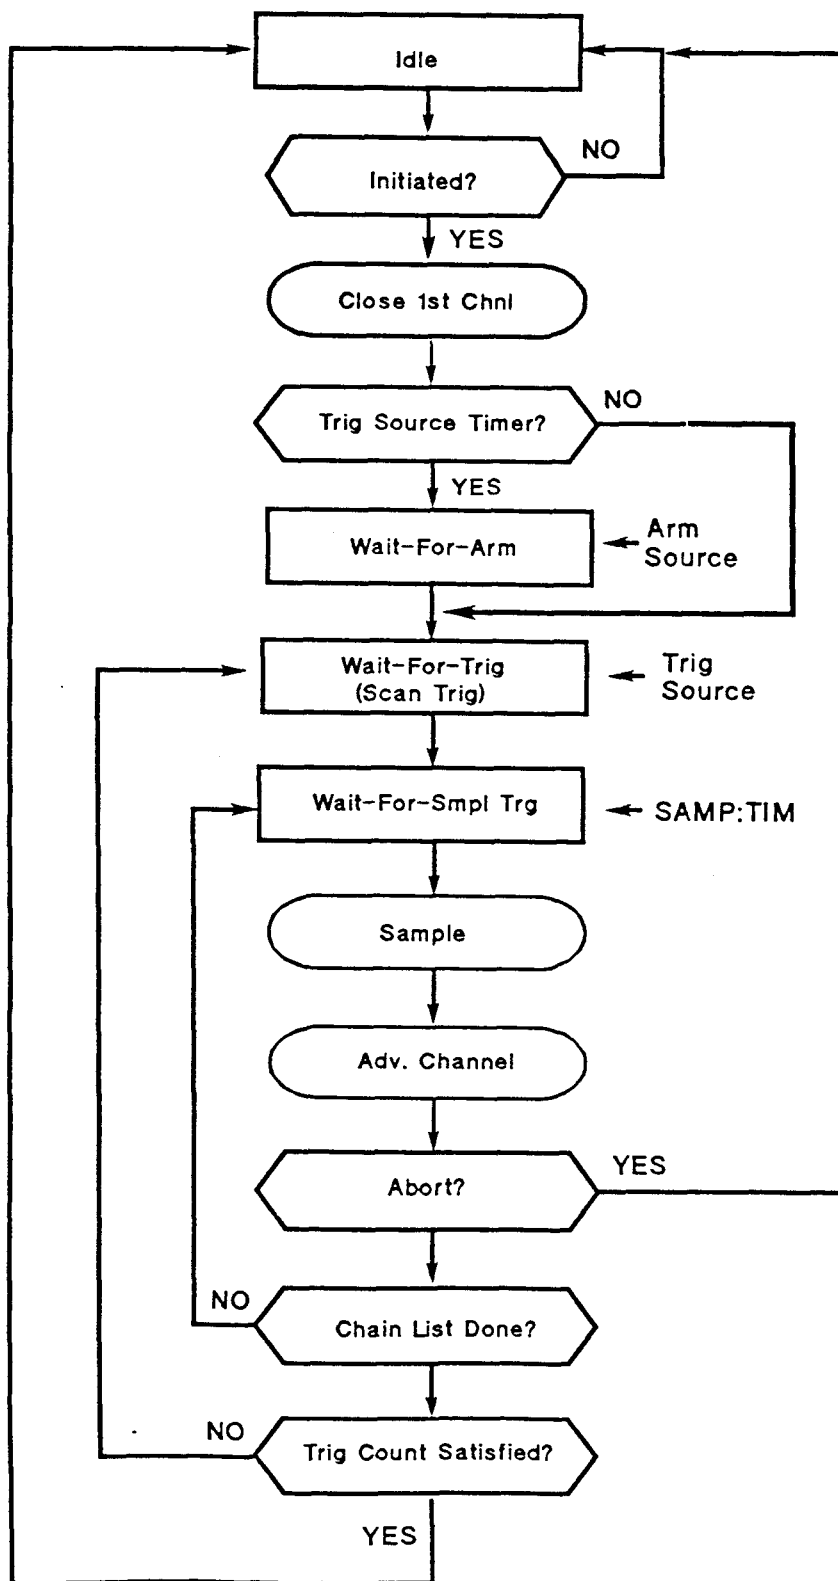 Idle
Initiated?
NO
YES
Close 1st Chnl
Trig Source Timer?
NO
YES
Wait-For-Arm
Arm
Source
Wait-For-Trig
(Scan Trig)
Trig
Source
Wait-For-Smpl Trg
SAMP:TIM
Sample
Adv. Channel
Abort?
YES
NO
Chain List Done?
NO
Trig Count Satisfied?
YES